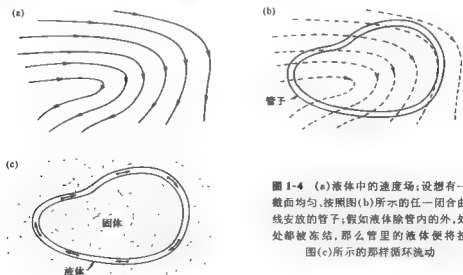 (a)
(b)
管子
(c)
固体
液体
图 1-4 (a)液体中的速度场;设想有一
截面均匀、按照图(b)所示的任一闭合曲
线安放的管子;假如液体除管内的外,处
处都被冻结,那么管里的液体便将按
图(c)所示的那样循环流动